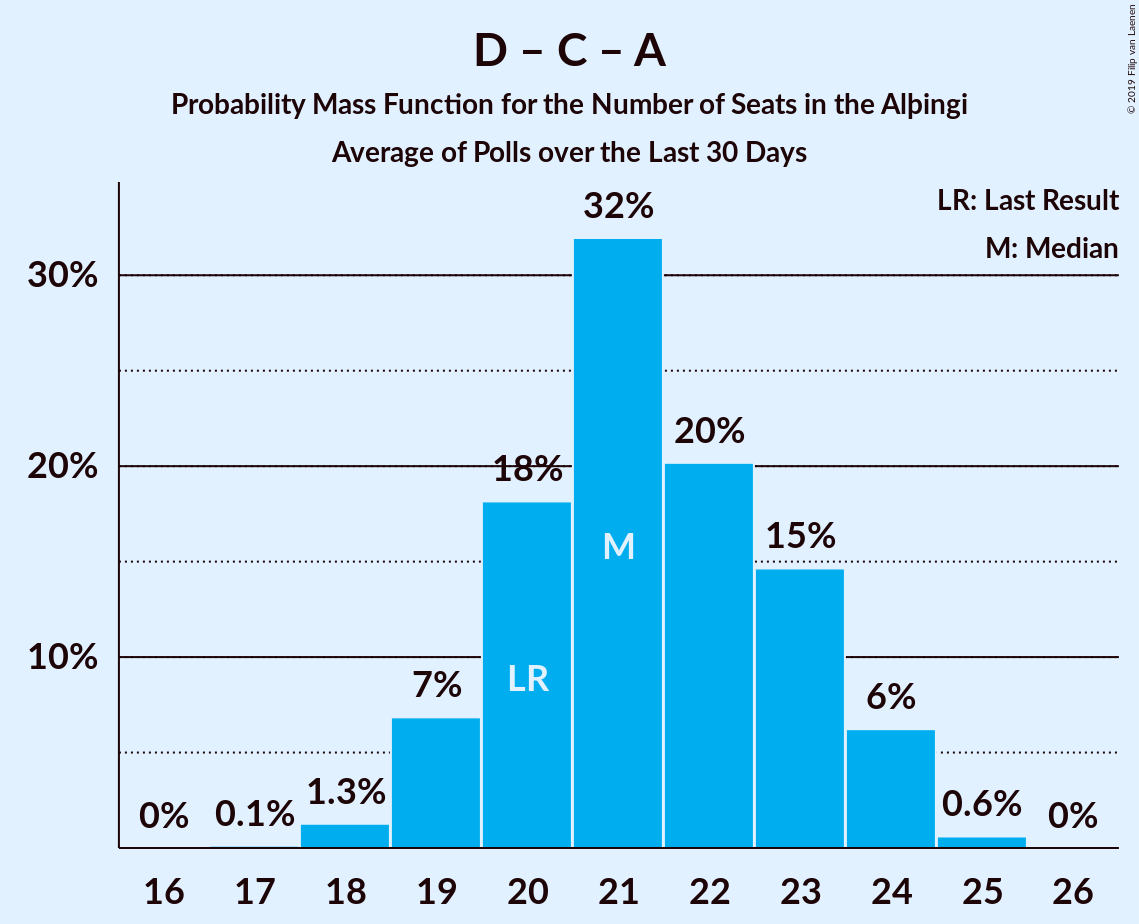 D – C – A
Probability Mass Function for the Number of Seats in the Alþingi
Average of Polls over the Last 30 Days
© 2019 Filip van Laenen
LR: Last Result
M: Median
30%
20%
10%
0%
0.1%
1.3%
7%
18%
32%
20%
15%
6%
0.6%
0%
LR
M
16 17 18 19 20 21 22 23 24 25 26